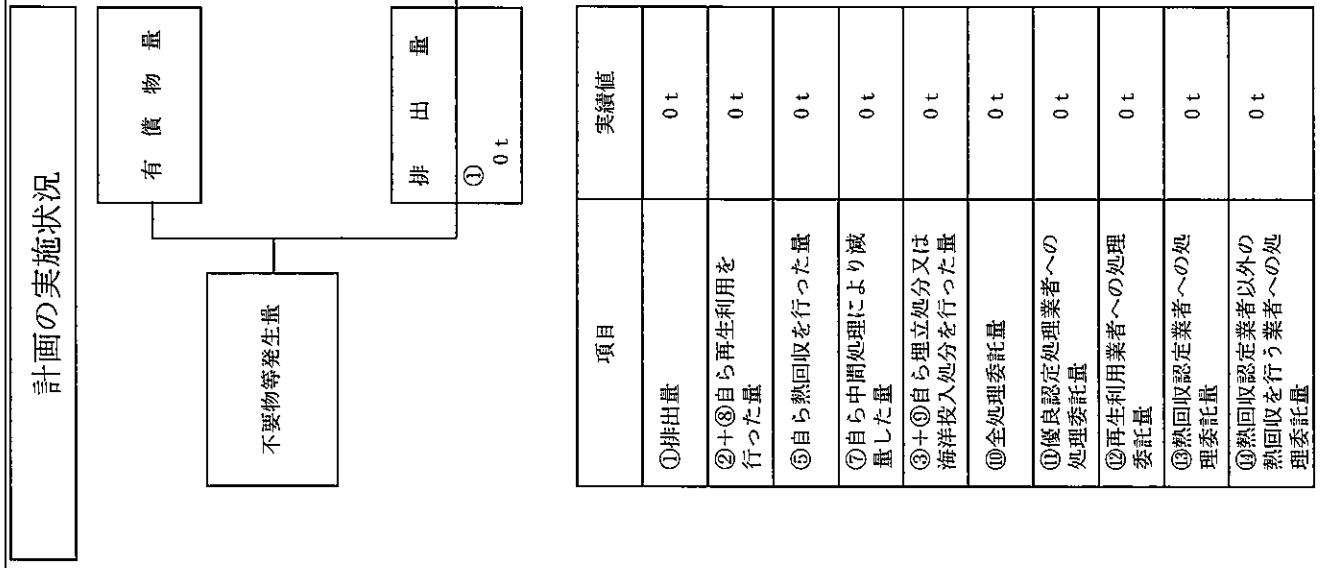 計画の実施状況
有償物量
不要物等発生量
排出量
①
0 t
項目
実績値
①排出量
0 t
②+⑧自ら再生利用を
行った量
0 t
⑤自ら熱回収を行った量
0 t
⑦自ら中間処理により減
量した量
0 t
③+⑨自ら埋立処分又は
海洋投入処分を行った量
0 t
⑩全処理委託量
0 t
⑪優良認定処理業者への
処理委託量
0 t
⑫再生利用業者への処理
委託量
0 t
⑬熱回収認定業者への処
理委託量
0 t
⑭熱回収認定業者以外の
熱回収を行う業者への処
理委託量
0 t